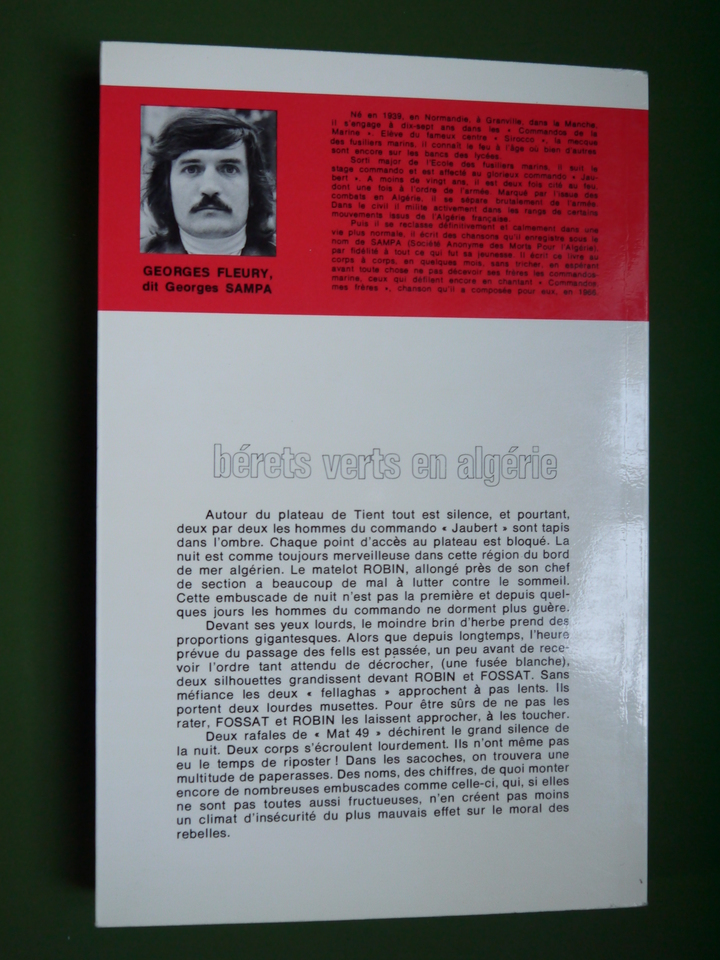 Né en 1939, en Normandie, à Granville, dans la Manche,
il s'engage à dix-sept ans dans les « Commandos de la
Marine ». Elève du fameux centre « Sirocco », la mecque
des fusiliers marins, il connaît le feu à l'âge où bien d'autres
sont encore sur les bancs des lycées.
Sorti major de l'Ecole des fusiliers marins, il suit le
stage commando et est affecté au glorieux commando « Jau-
bert ». A moins de vingt ans, il est deux fois cité au feu,
dont une fois à l'ordre de l'armée. Marqué par l'issue des
combats en Algérie, il se sépare brutalement de l'armée.
Dans le civil il milite activement dans les rangs de certains
mouvements issus de l'Algérie française.
Puis il se reclasse définitivement et calmement dans une
vie plus normale, il écrit des chansons qu'il enregistre sous le
nom de SAMPA (Société Anonyme des Morts Pour l'Algérie),
par fidélité à tout ce qui fut sa jeunesse. Il écrit ce livre au
corps à corps, en quelques mois, sans tricher, en espérant
avant toute chose ne pas décevoir ses frères les commandos-
marine, ceux qui défilent encore en chantant « Commandos
mes frères », chanson qu'il a composée pour eux, en 1966.
GEORGES FLEURY,
dit Georges SAMPA
bérets verts en algérie
Autour du plateau de Tient tout est silence, et pourtant,
deux par deux les hommes du commando « Jaubert » sont tapis
dans l'ombre. Chaque point d'accès au plateau est bloqué. La
nuit est comme toujours merveilleuse dans cette région du bord
de mer algérien. Le matelot ROBIN, allongé près de son chef
de section a beaucoup de mal à lutter contre le sommeil.
Cette embuscade de nuit n'est pas la première et depuis quel-
ques jours les hommes du commando ne dorment plus guère.
Devant ses yeux lourds, le moindre brin d'herbe prend des
proportions gigantesques. Alors que depuis longtemps, l'heure
prévue du passage des fells est passée, un peu avant de rece-
voir l'ordre tant attendu de décrocher, (une fusée blanche),
deux silhouettes grandissent devant ROBIN et FOSSAT. Sans
méfiance les deux « fellaghas » approchent à pas lents. Ils
portent deux lourdes musettes. Pour être sûrs de ne pas les
rater, FOSSAT et ROBIN les laissent approcher, à les toucher.
Deux rafales de « Mat 49 » déchirent le grand silence de
la nuit. Deux corps s'écroulent lourdement. Ils n'ont même pas
eu le temps de riposter ! Dans les sacoches, on trouvera une
multitude de paperasses. Des noms, des chiffres, de quoi monter
encore de nombreuses embuscades comme celle-ci, qui, si elles
ne sont pas toutes aussi fructueuses, n'en créent pas moins
un climat d'insécurité du plus mauvais effet sur le moral des
rebelles.